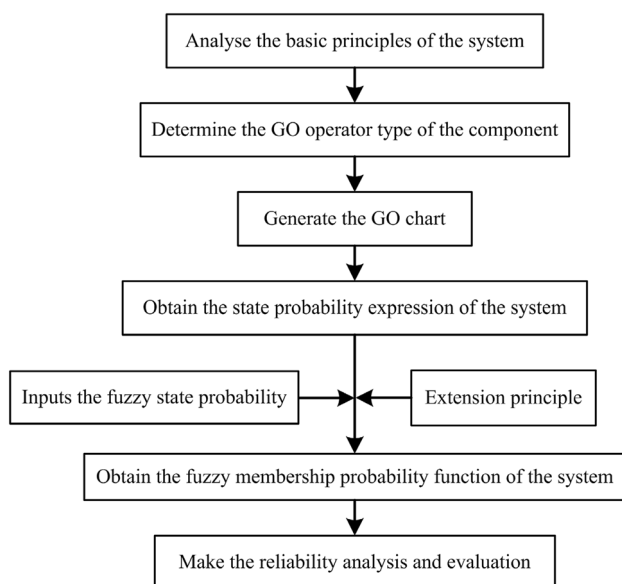 Analyse the basic principles of the system
Determine the GO operator type of the component
Generate the GO chart
Obtain the state probability expression of the system
Inputs the fuzzy state probability
Extension principle
Obtain the fuzzy membership probability function of the system
Make the reliability analysis and evaluation